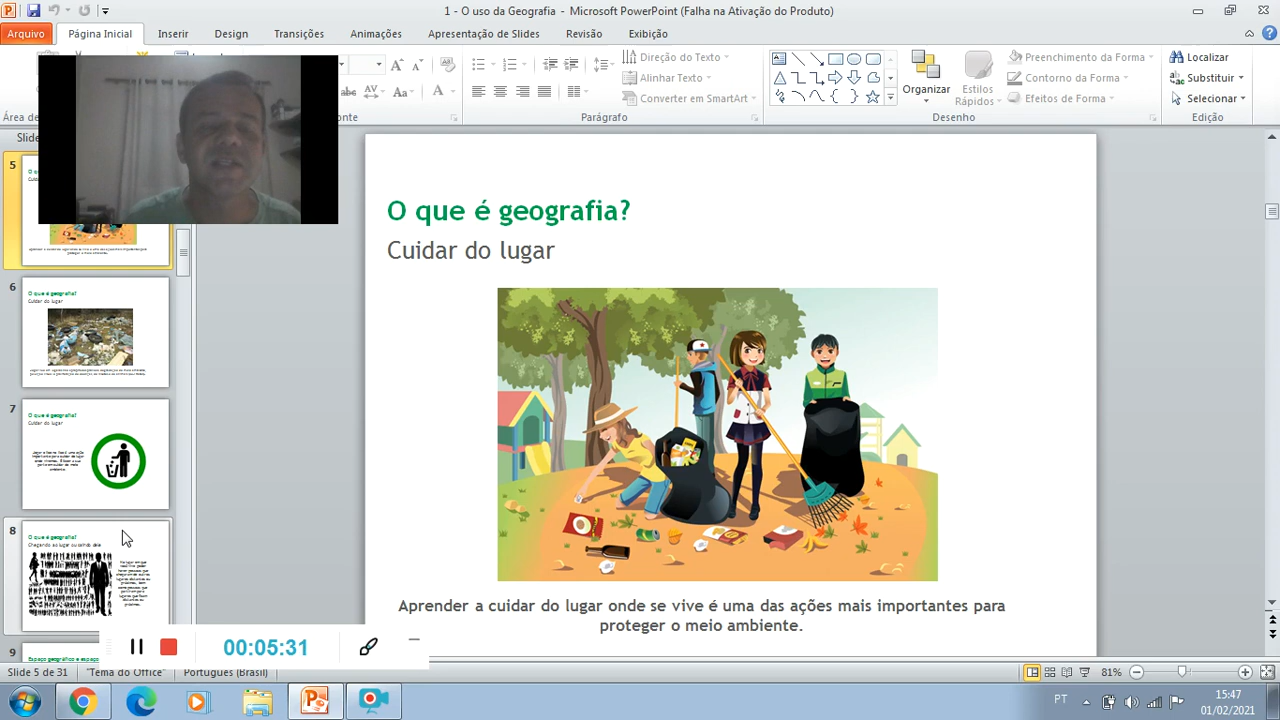 1 - O uso da Geografia - Microsoft PowerPoint (Falha na Ativação do Produto)
Arquivo Página Inicial Inserir Design Transições Animações Apresentação de Slides Revisão Exibição
Direção do Texto
Alinhar Texto
Converter em SmartArt
Organizar
Estilos Rápidos
Preenchimento da Forma
Contorno da Forma
Efeitos de Forma
Localizar
Substituir
Selecionar
Parágrafo Desenho Edição
5
6
O que é geografia?
Cuidar do lugar
7
O que é geografia?
Cuidar do lugar
8
O que é geografia?
9
O que é geografia?
Cuidar do lugar
Aprender a cuidar do lugar onde se vive é uma das ações mais importantes para
proteger o meio ambiente.
00:05:31
Slide 5 de 31 "Tema do Office" Português (Brasil) 81%
PT 15:47
01/02/2021